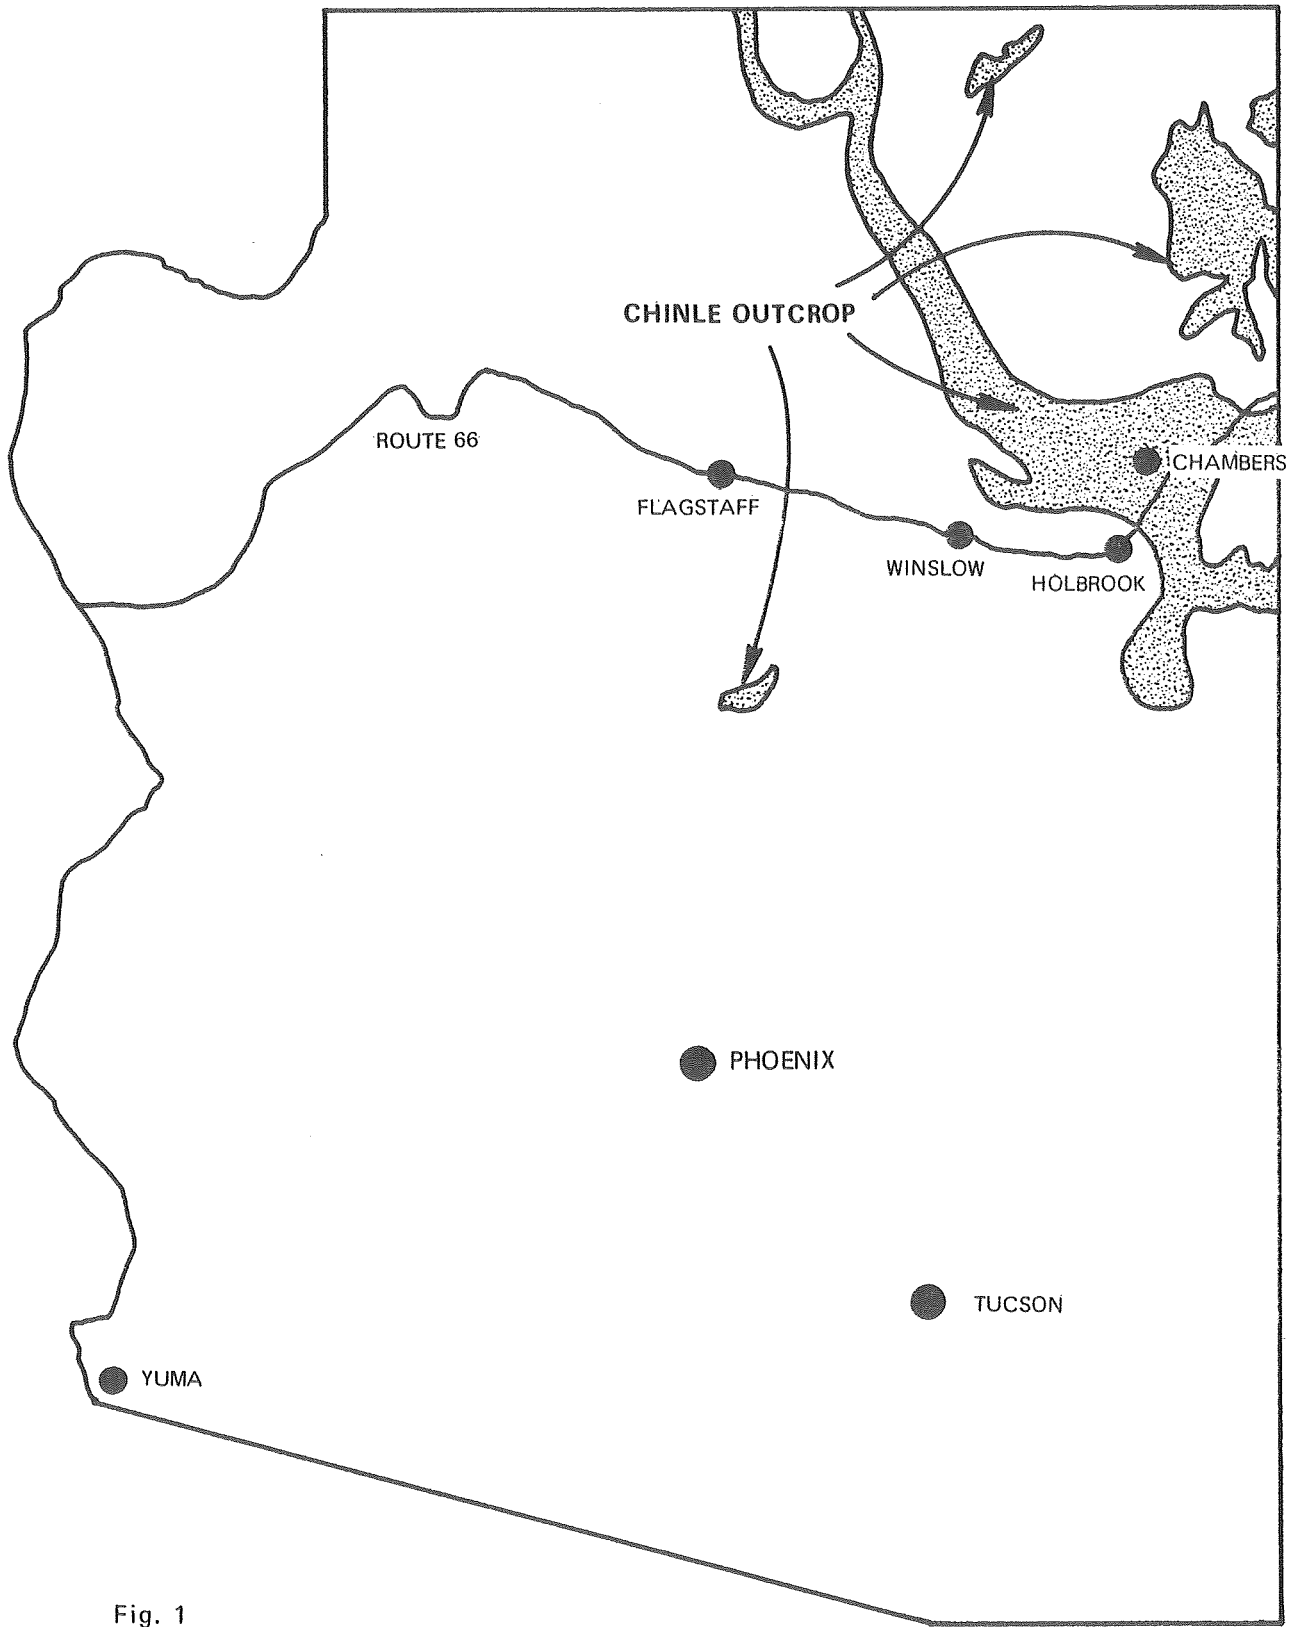 CHINLE OUTCROP
ROUTE 66
CHAMBERS
FLAGSTAFF
WINSLOW
HOLBROOK
PHOENIX
TUCSON
YUMA
Fig. 1